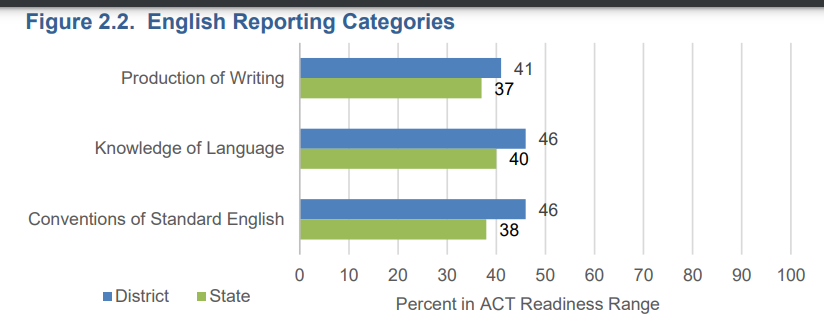 Figure 2.2. English Reporting Categories
Production of Writing
41
37
Knowledge of Language
46
40
Conventions of Standard English
46
38
0 10 20 30 40 50 60 70 80 90 100
District State
Percent in ACT Readiness Range